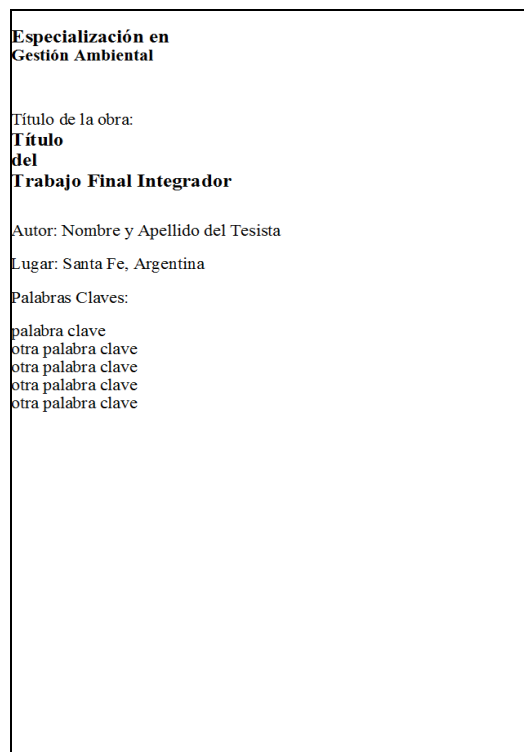 Especialización en
Gestión Ambiental
Título de la obra:
Título
del
Trabajo Final Integrador
Autor: Nombre y Apellido del Tesista
Lugar: Santa Fe, Argentina
Palabras Claves:
palabra clave
otra palabra clave
otra palabra clave
otra palabra clave
otra palabra clave